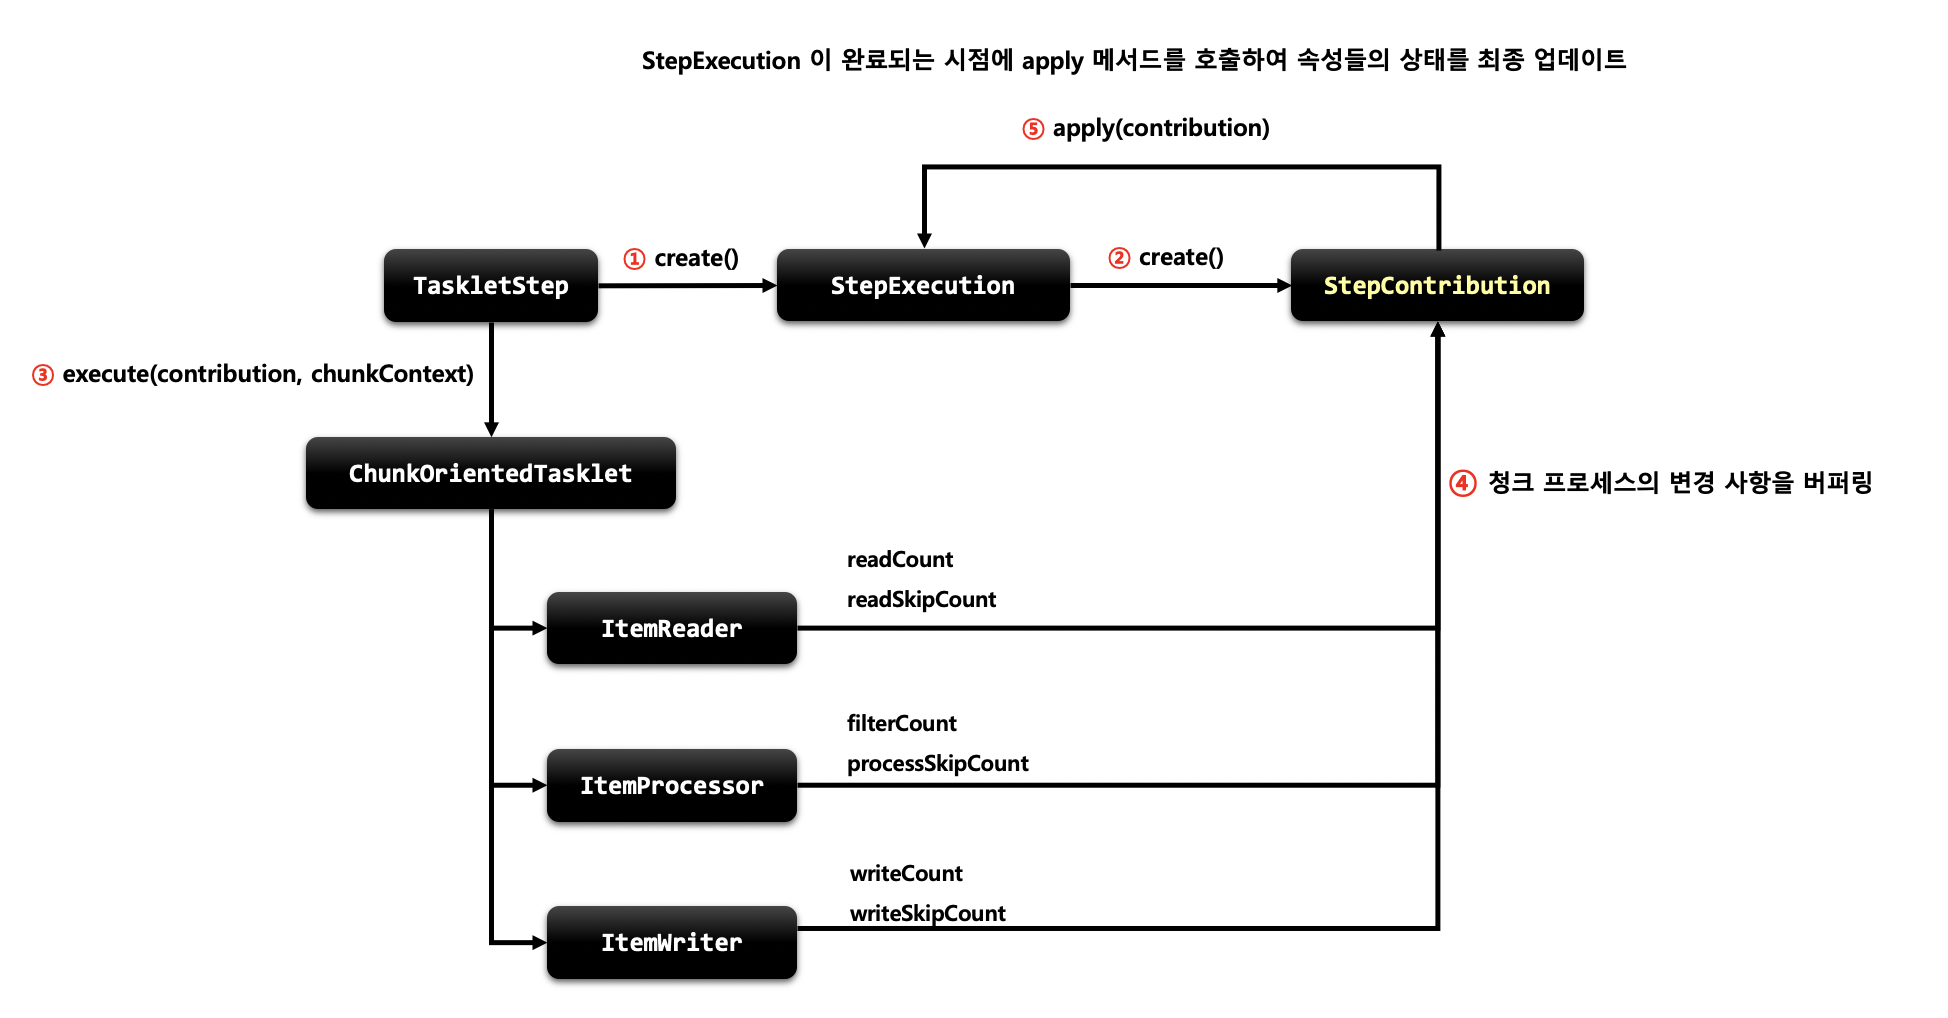 StepExecution 이 완료되는 시점에 apply 메서드를 호출하여 속성들의 상태를 최종 업데이트
⑤ apply(contribution)
① create()
② create()
TaskletStep
StepExecution
StepContribution
③ execute(contribution, chunkContext)
ChunkOrientedTasklet
④ 청크 프로세스의 변경 사항을 버퍼링
readCount
readSkipCount
ItemReader
filterCount
processSkipCount
ItemProcessor
writeCount
writeSkipCount
ItemWriter